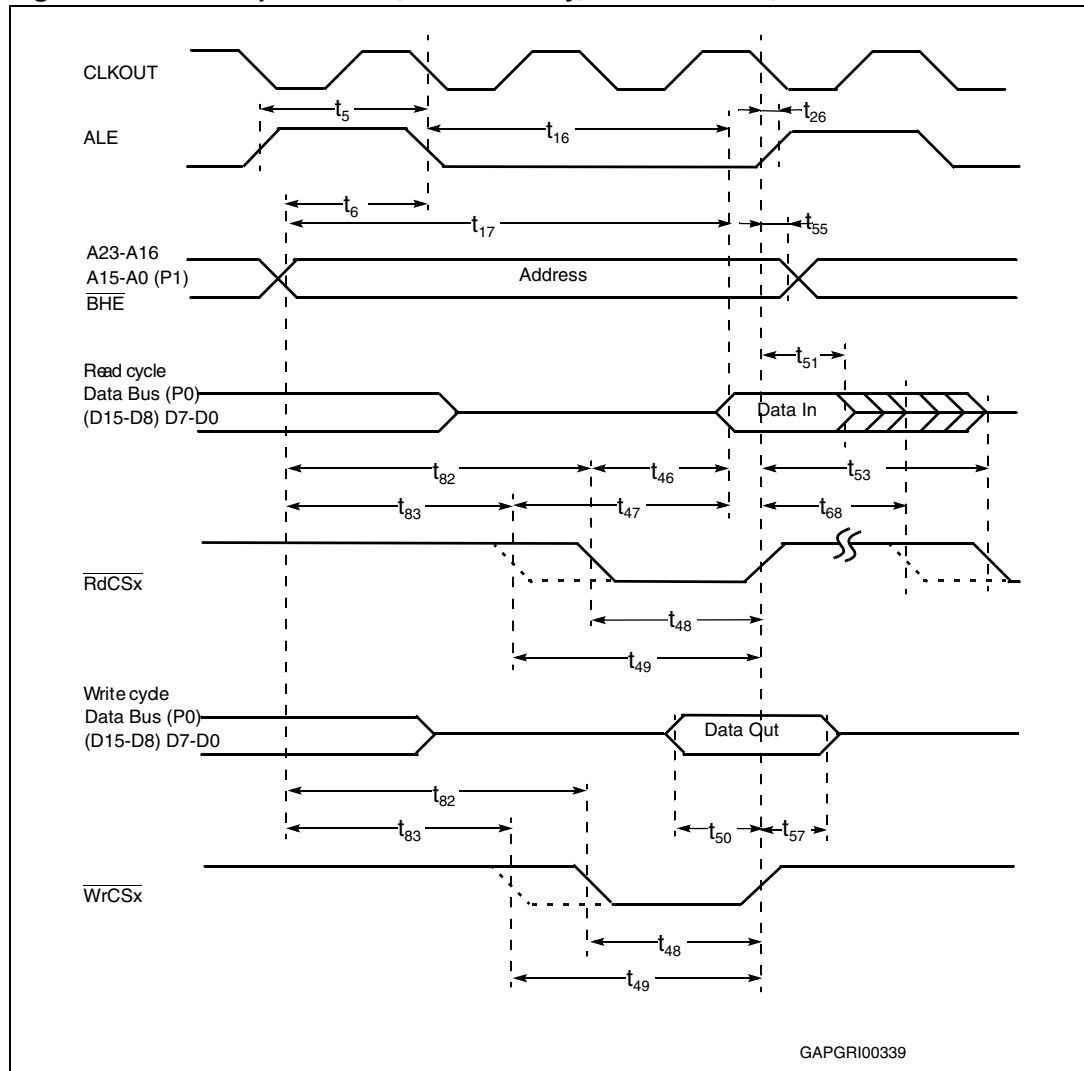 CLKOUT
t5
t26
ALE
t16
t6
t17
t55
A23-A16
A15-A0 (P1)
BHE
Address
t51
Read cycle
Data Bus (P0)
(D15-D8) D7-D0
Data In
t82
t46
t53
t83
t47
t68
RdCSx
t48
t49
Write cycle
Data Bus (P0)
(D15-D8) D7-D0
Data Out
t82
t83
t50
t57
WrCSx
t48
t49
GAPGRI00339